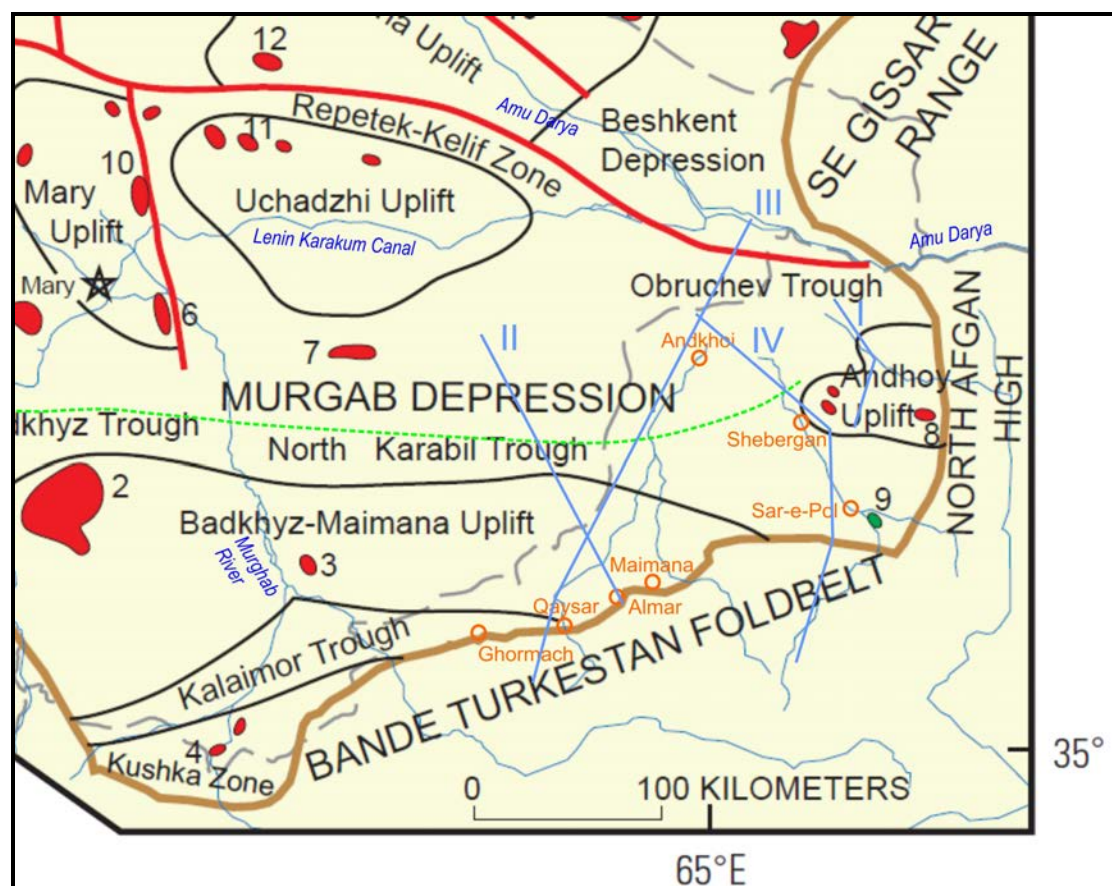 12
na Uplift
SE GISSAR
RANGE
Amu Darya
Beshkent
Depression
Repetek-Kelif Zone
11
10
Mary
Uplift
Uchadzhi Uplift
Lenin Karakum Canal
III
Amu Darya
Mary
6
Obruchev Trough
I
II
IV
Andkhoi
7
MURGAB DEPRESSION
Andhoy
Uplift
8
NORTH AFGAN
HIGH
dkhyz Trough
North Karabil Trough
Shebergan
2
Badkhyz-Maimana Uplift
Sar-e-Pol
9
Murghab
River
3
Maimana
Qaysar
Almar
Ghormach
Kalaimor Trough
BANDE TURKESTAN FOLDBELT
4
Kushka Zone
35°
0
100 KILOMETERS
65°E